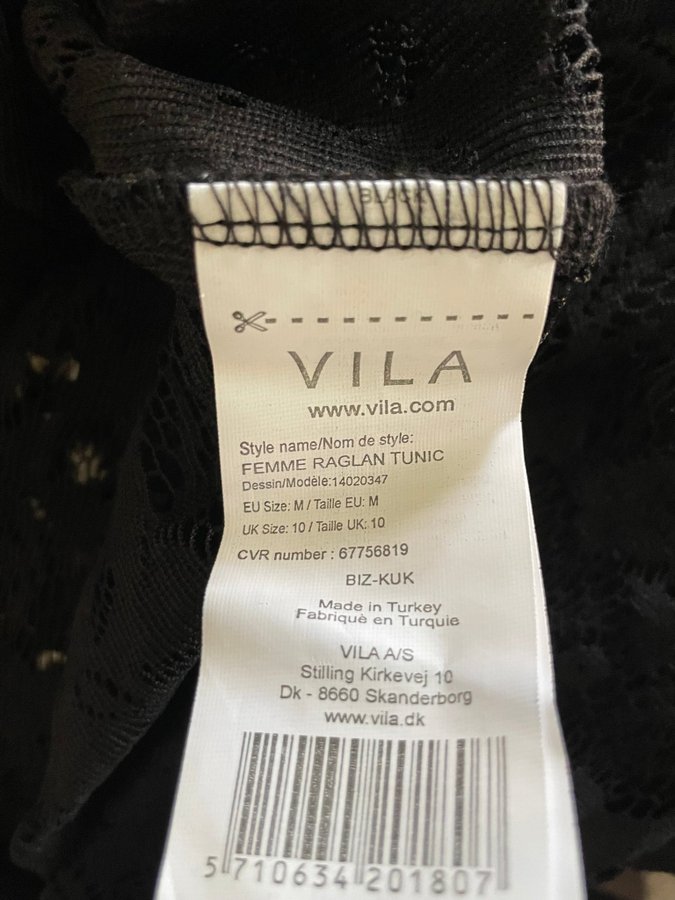 BLACK
VILA
www.vila.com
Style name/Nom de style:
FEMME RAGLAN TUNIC
Dessin/Modèle:14020347
EU Size: M / Taille EU: M
UK Size: 10 / Taille UK: 10
CVR number : 67756819
BIZ-KUK
Made in Turkey
Fabriquè en Turquie
VILA A/S
Stilling Kirkevej 10
Dk - 8660 Skanderborg
www.vila.dk
5 710634 201807